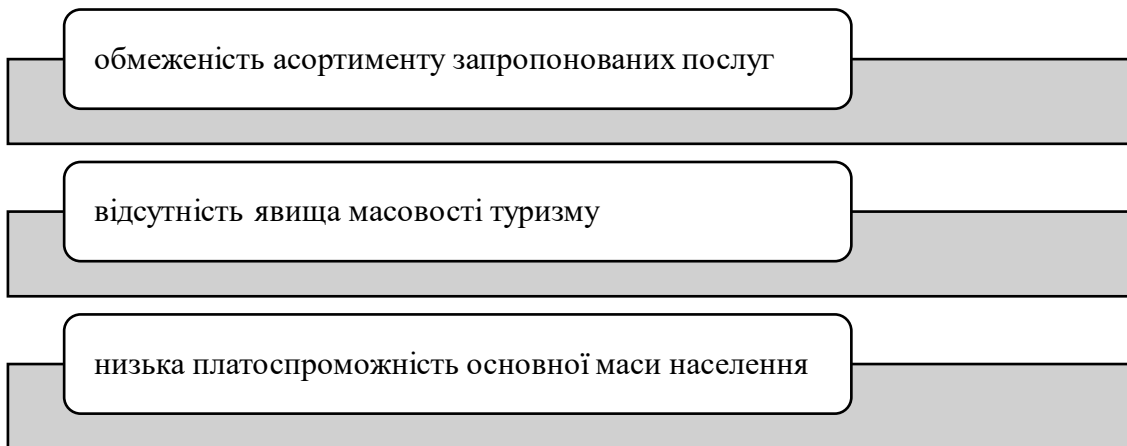 обмеженість асортименту запропонованих послуг
відсутність явища масовості туризму
низька платоспроможність основної маси населення